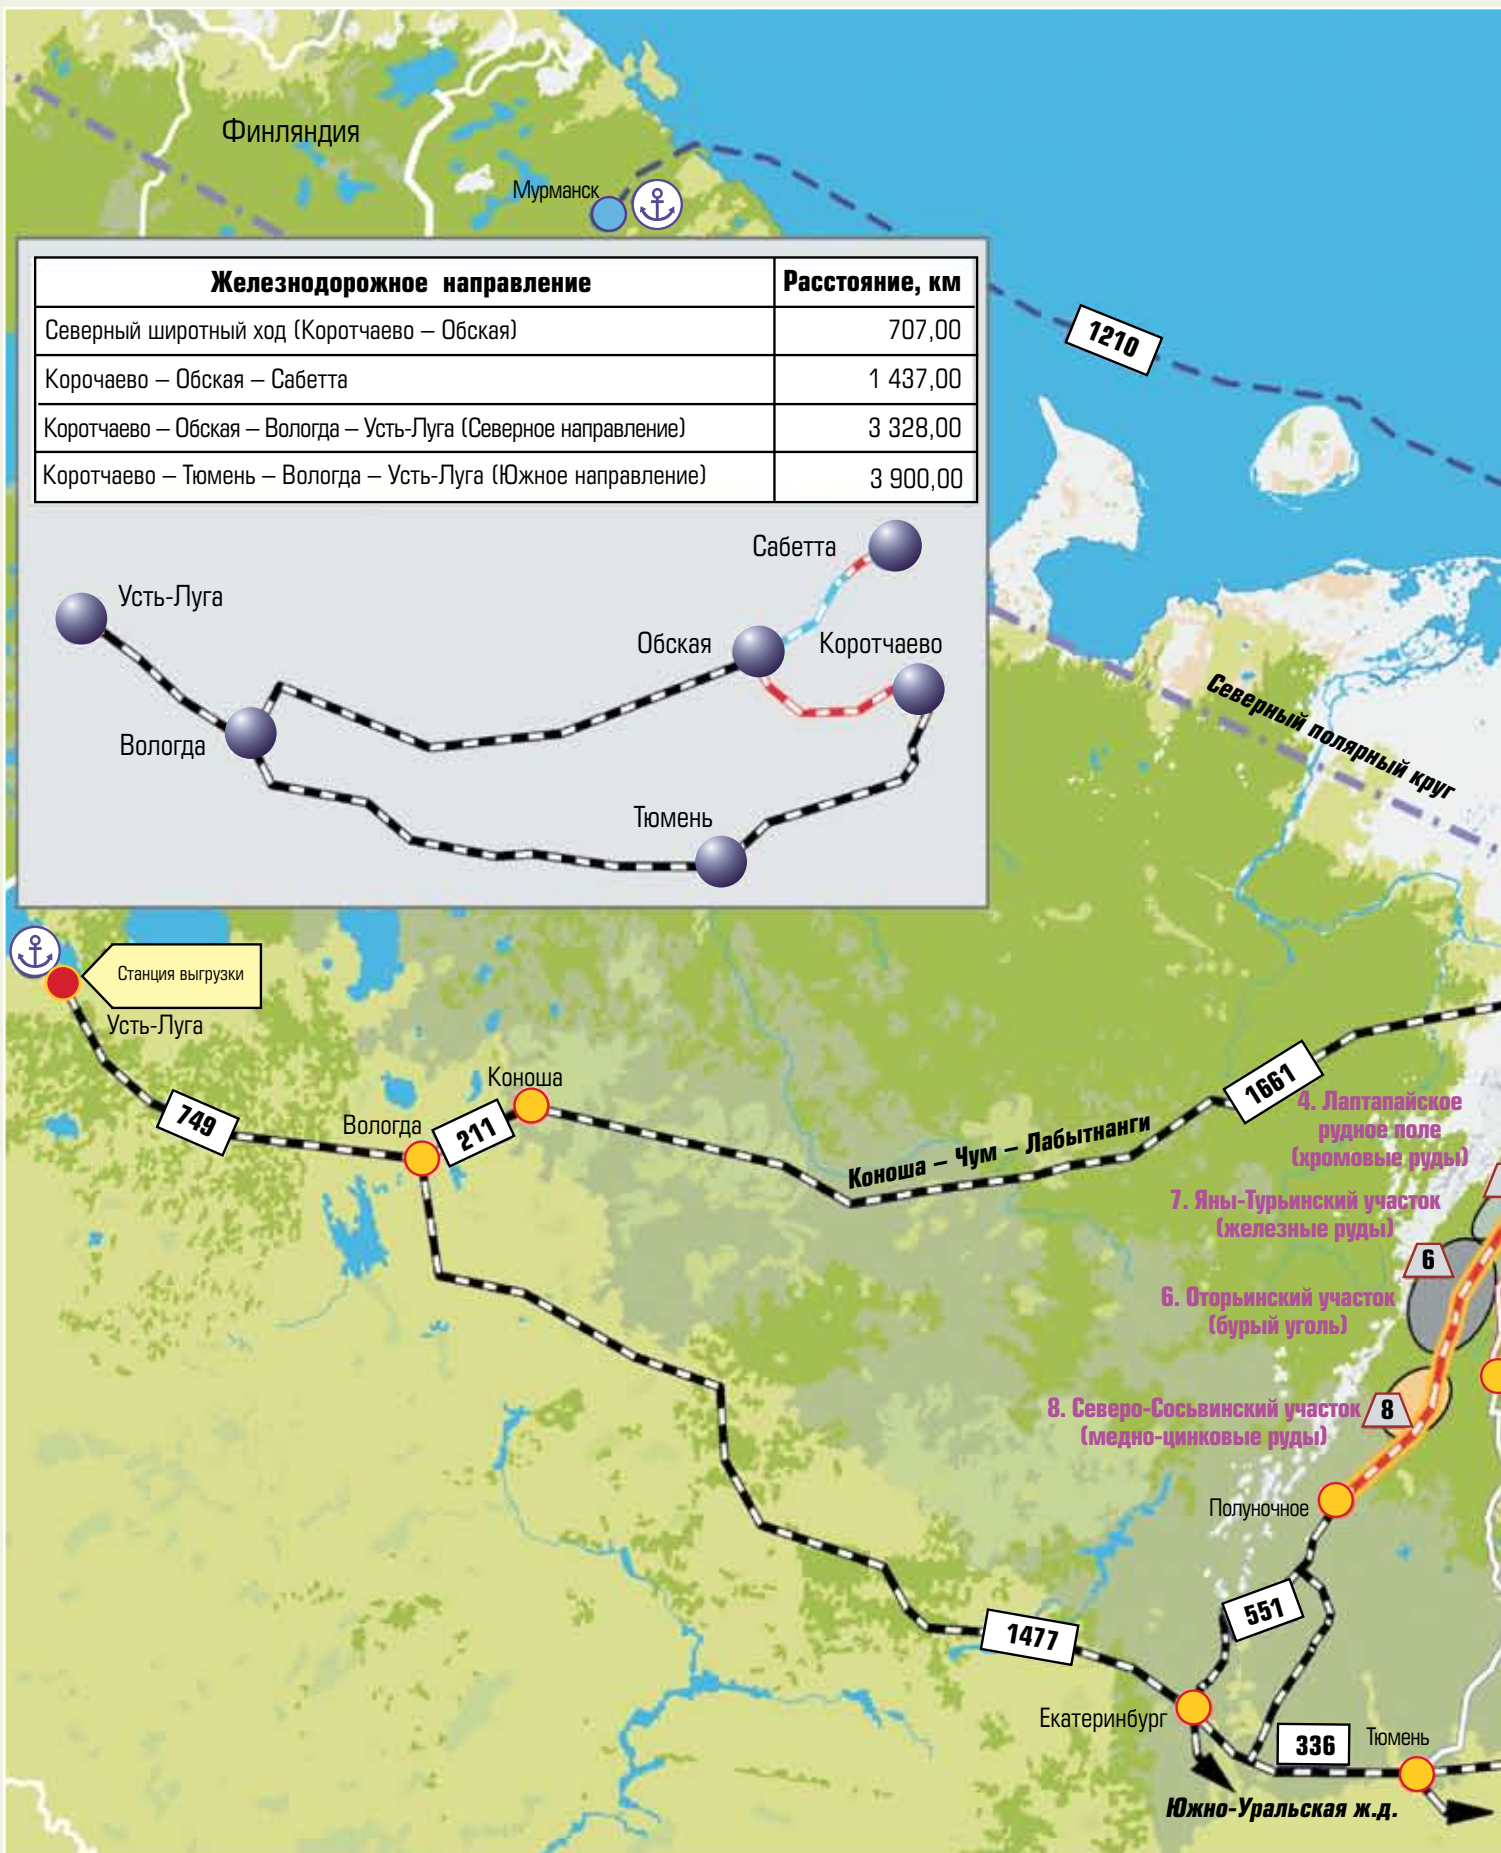 Финляндия
Мурманск
Железнодорожное направление Расстояние, км
Северный широтный ход (Коротчаево – Обская) 707,00
Корочаево – Обская – Сабетта 1 437,00
Коротчаево – Обская – Вологда – Усть-Луга (Северное направление) 3 328,00
Коротчаево – Тюмень – Вологда – Усть-Луга (Южное направление) 3 900,00
1210
Сабетта
Усть-Луга
Обская
Коротчаево
Вологда
Тюмень
Северный полярный круг
Станция выгрузки
Усть-Луга
749
Вологда
211
Коноша
Коноша – Чум – Лабытнанги
1661
4. Лаптапайское
рудное поле
(хромовые руды)
7. Яны-Турьинский участок
(железные руды)
6
6. Оторьинский участок
(бурый уголь)
8. Северо-Сосьвинский участок
(медно-цинковые руды)
8
Полуночное
551
1477
Екатеринбург
336
Тюмень
Южно-Уральская ж.д.